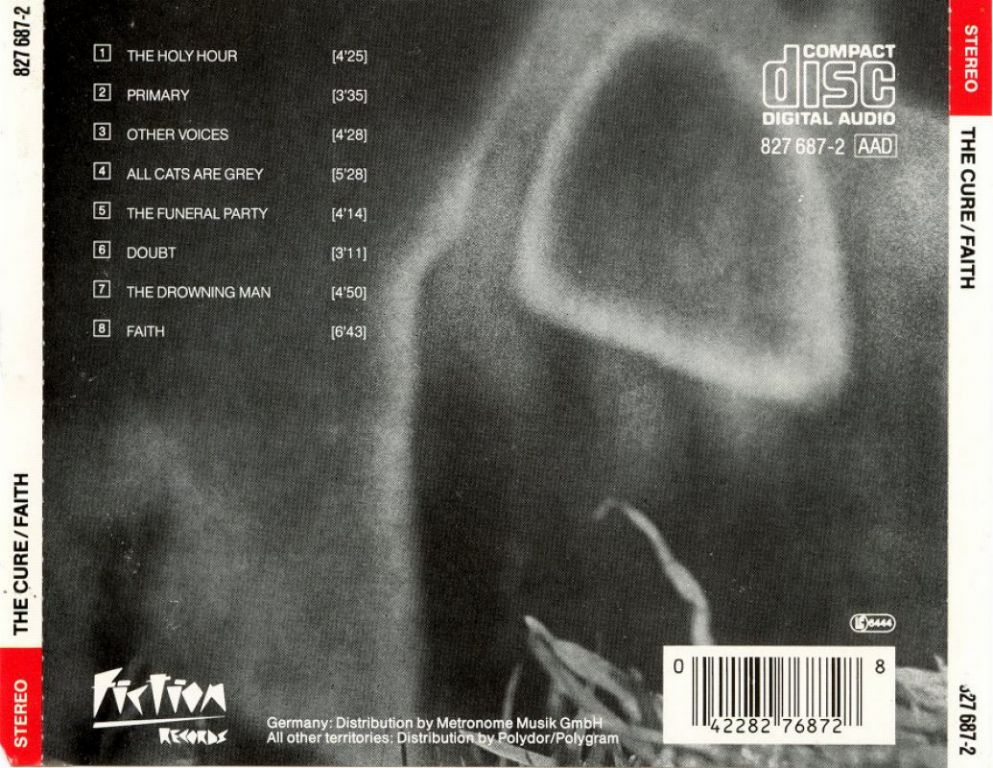 827 687-2
THE CURE / FAITH
STEREO
1 THE HOLY HOUR [4'25]
2 PRIMARY [3'35]
3 OTHER VOICES [4'28]
4 ALL CATS ARE GREY [5'28]
5 THE FUNERAL PARTY [4'14]
6 DOUBT [3'11]
7 THE DROWNING MAN [4'50]
8 FAITH [6'43]
COMPACT
disc
DIGITAL AUDIO
827 687-2 AAD
FicTion
RECORDS
Germany: Distribution by Metronome Musik GmbH
All other territories: Distribution by Polydor/Polygram
LC 6444
0 42282 76872 8
STEREO
THE CURE / FAITH
827 687-2